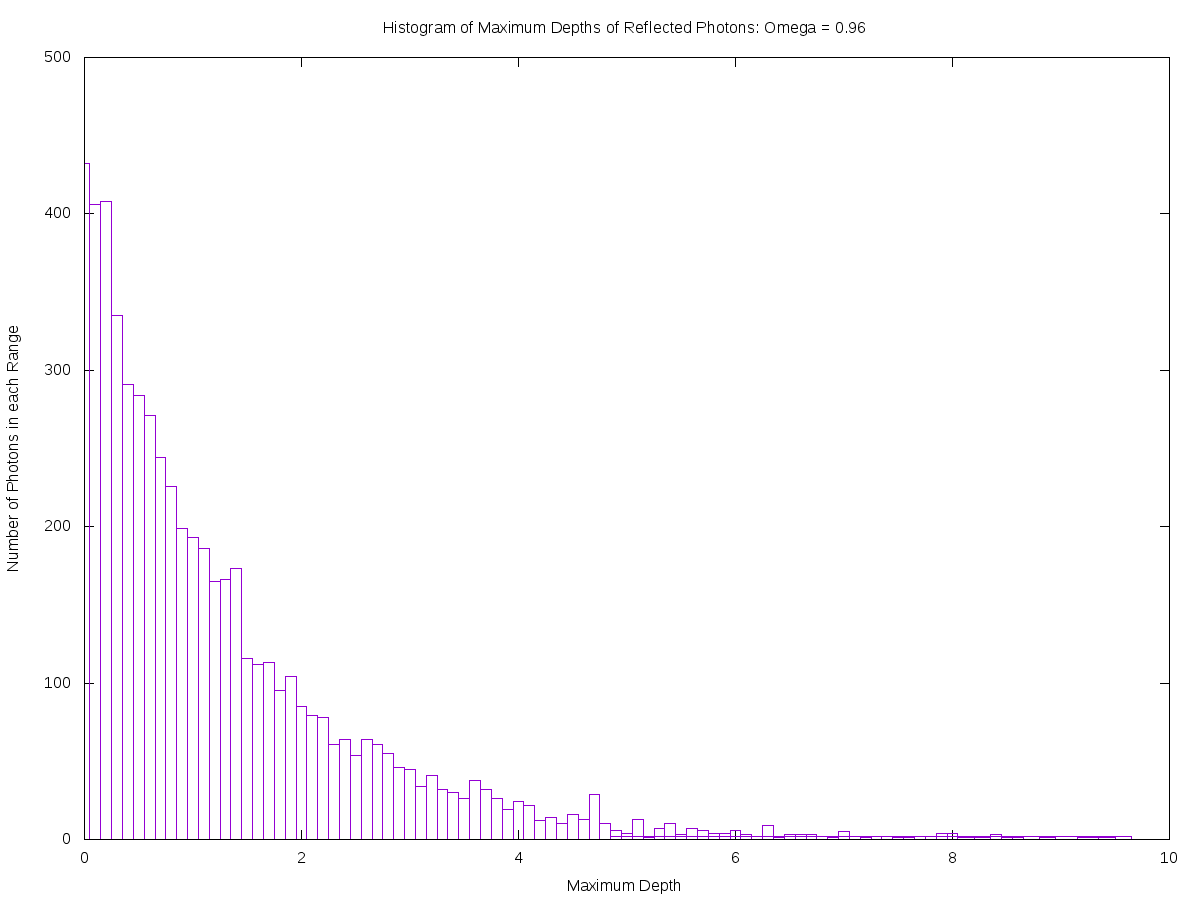 Histogram of Maximum Depths of Reflected Photons: Omega = 0.96
500
400
300
200
100
0
Number of Photons in each Range
0 2 4 6 8 10
Maximum Depth